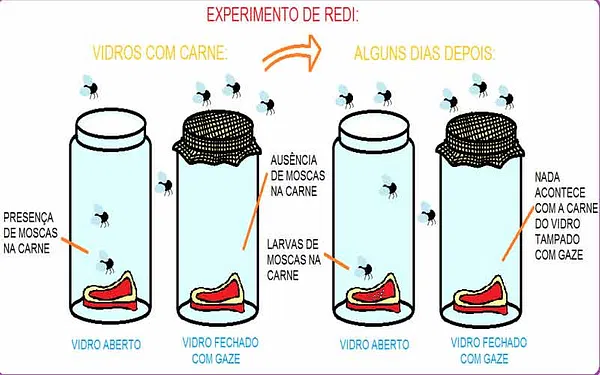 EXPERIMENTO DE REDI:
VIDROS COM CARNE:
ALGUNS DIAS DEPOIS:
PRESENÇA
DE MOSCAS
NA CARNE
AUSÊNCIA
DE MOSCAS
NA CARNE
LARVAS DE
MOSCAS NA
CARNE
NADA
ACONTECE
COM A CARNE
DO VIDRO
TAMPADO
COM GAZE
VIDRO ABERTO
VIDRO FECHADO
COM GAZE
VIDRO ABERTO
VIDRO FECHADO
COM GAZE